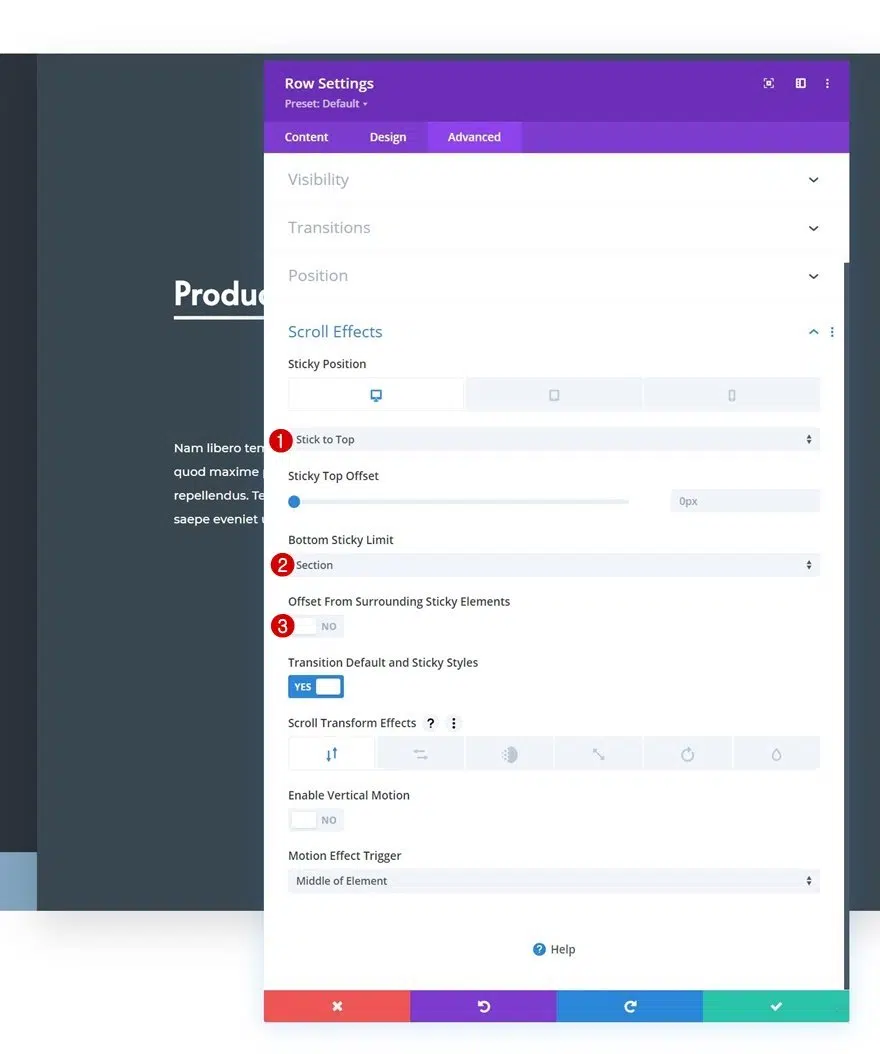 Row Settings
Preset: Default
Content Design Advanced
Visibility
Transitions
Position
Produc
Scroll Effects
Sticky Position
Nam libero ten
quod maxime
repellendus. Te
saepe eveniet
1 Stick to Top
Sticky Top Offset
0px
Bottom Sticky Limit
2 Section
Offset From Surrounding Sticky Elements
3 NO
Transition Default and Sticky Styles
YES
Scroll Transform Effects ?
Enable Vertical Motion
NO
Motion Effect Trigger
Middle of Element
? Help